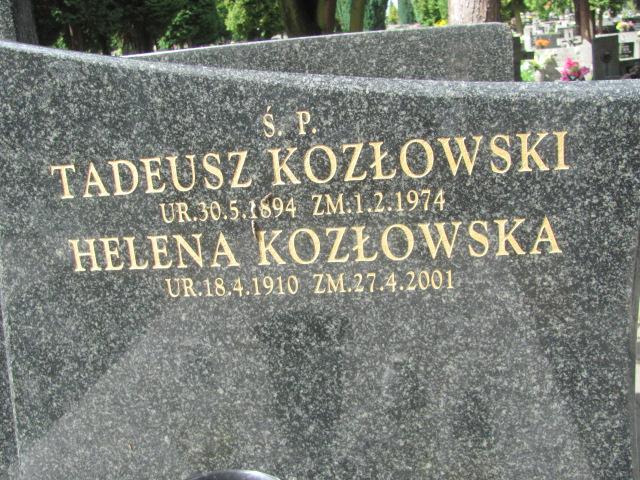 Ś. P.
TADEUSZ KOZŁOWSKI
UR.30.5.1894 ZM.1.2.1974
HELENA KOZŁOWSKA
UR.18.4.1910 ZM.27.4.2001